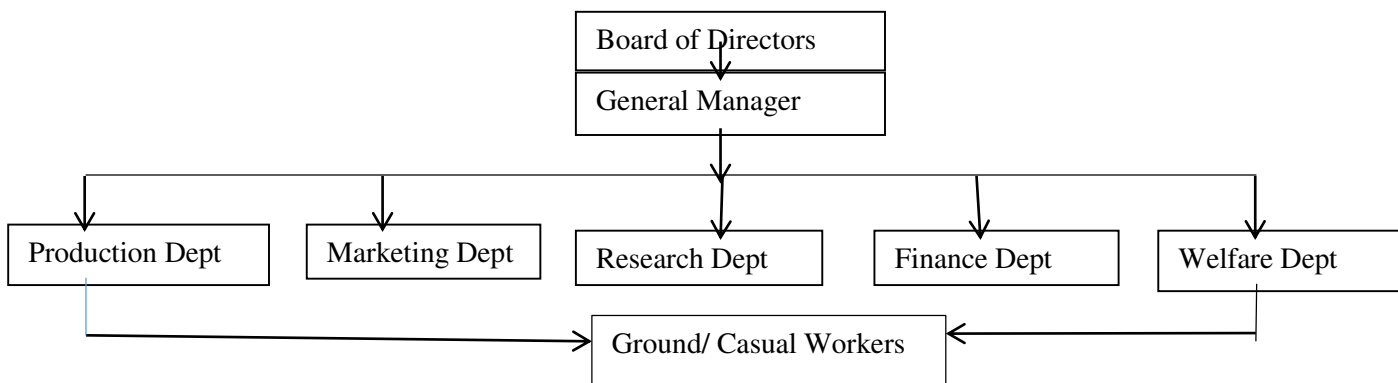 Board of Directors
General Manager
Production Dept
Marketing Dept
Research Dept
Finance Dept
Welfare Dept
Ground/ Casual Workers